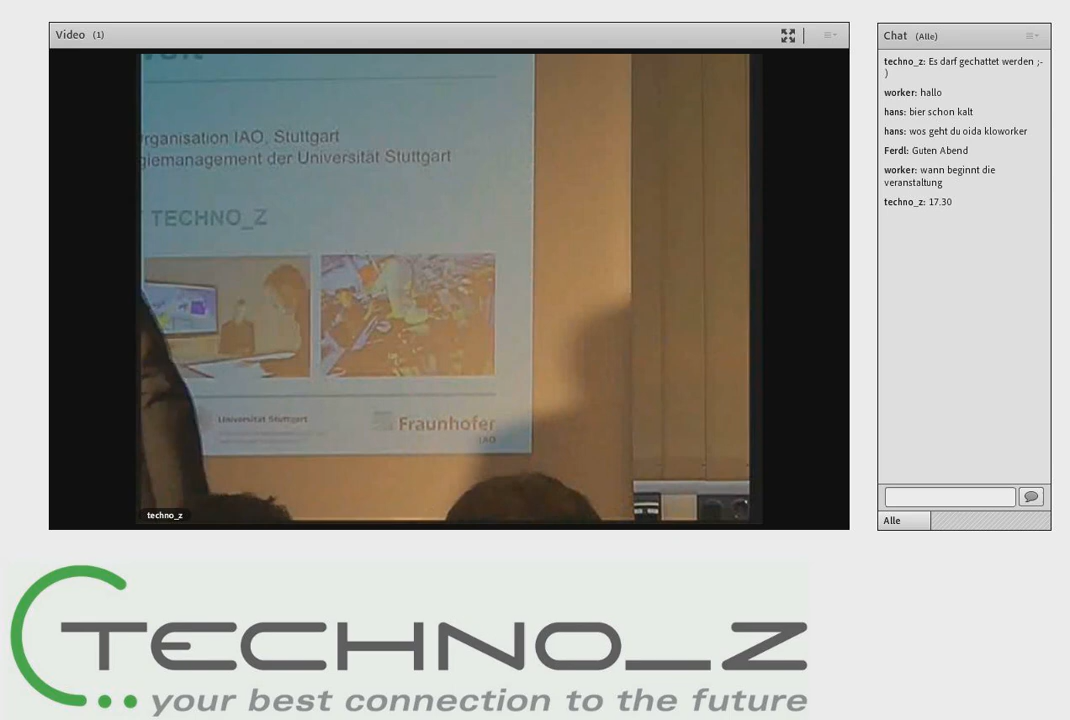 Video (1)
Organisation IAO, Stuttgart
giemanagement der Universität Stuttgart
TECHNO_Z
Universität Stuttgart
Fraunhofer
IAO
techno_z
Chat (Alle)
techno_z: Es darf gechattet werden ;-
)
worker: hallo
hans: bier schon kalt
hans: wos geht du oida kloworker
Ferdl: Guten Abend
worker: wann beginnt die
veranstaltung
techno_z: 17.30
Alle
TECHNO_Z
your best connection to the future